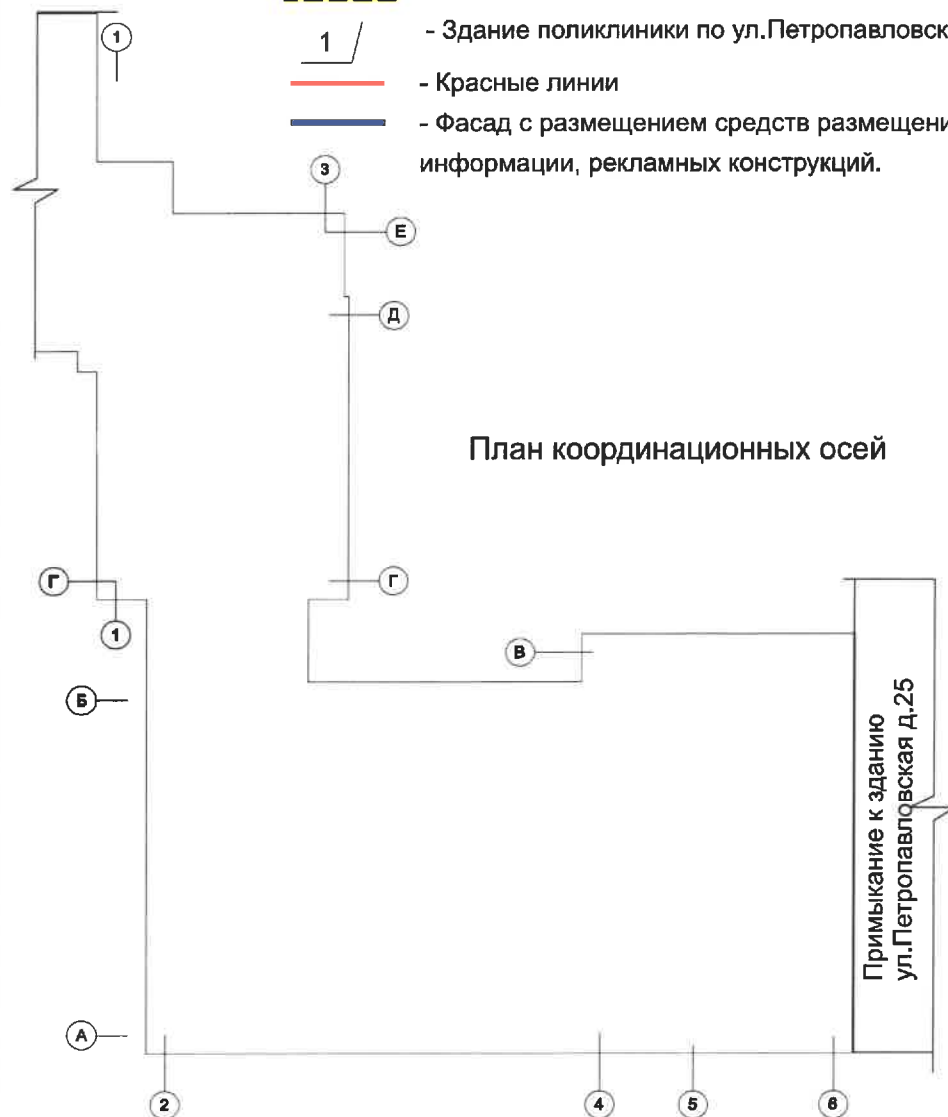 1
1 - Здание поликлиники по ул.Петропавловск
- Красные линии
- Фасад с размещением средств размещени
информации, рекламных конструкций.
3
Е
Д
План координационных осей
Г
Г
1
В
Б
Примыкание к зданию
ул.Петропавловская д.25
А
2
4
5
6